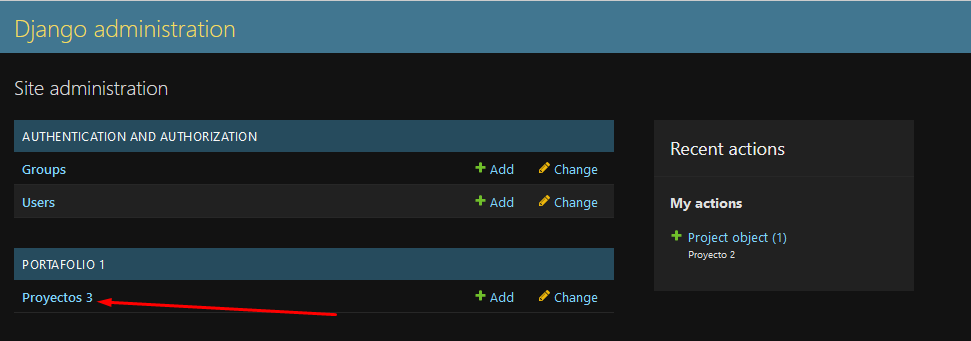 Django administration
Site administration
AUTHENTICATION AND AUTHORIZATION
Groups Add Change
Users Add Change
PORTAFOLIO 1
Proyectos 3 Add Change
Recent actions
My actions
Project object (1)
Proyecto 2